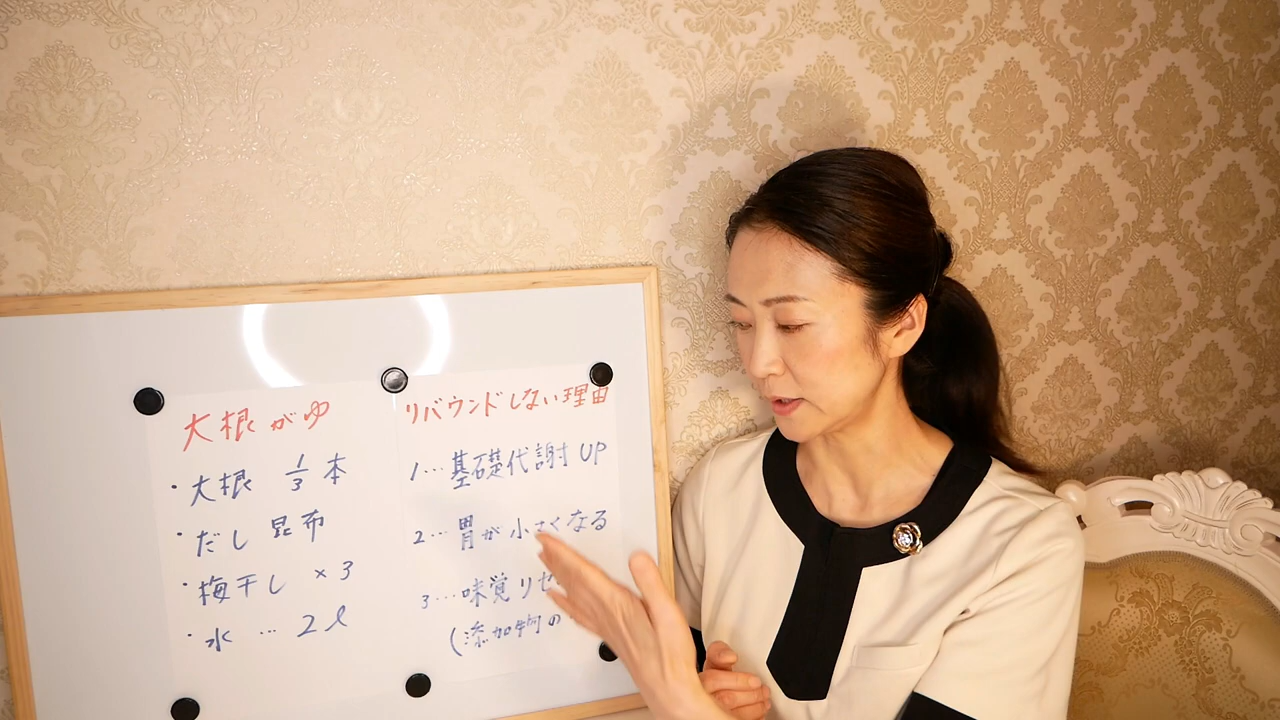 大根がゆ
・大根 1/3本
・だし昆布
・梅干し ×3
・水 … 2ℓ
リバウンドしない理由
1… 基礎代謝UP
2… 胃が小さくなる
3… 味覚リセ
(添加物の